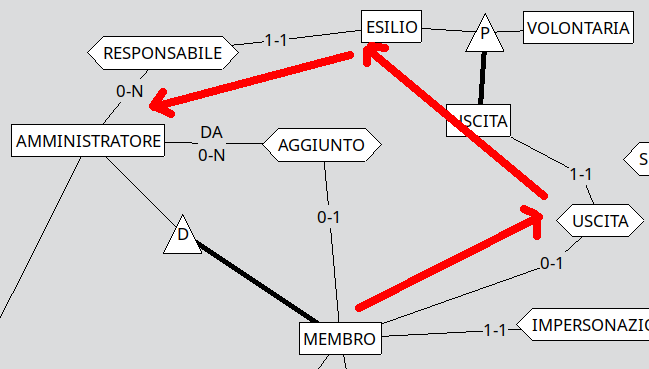 ESILIO
P
VOLONTARIA
1-1
RESPONSABILE
0-N
USCITA
AMMINISTRATORE
DA
0-N
AGGIUNTO
S
1-1
0-1
USCITA
D
0-1
MEMBRO
1-1
IMPERSONAZIO